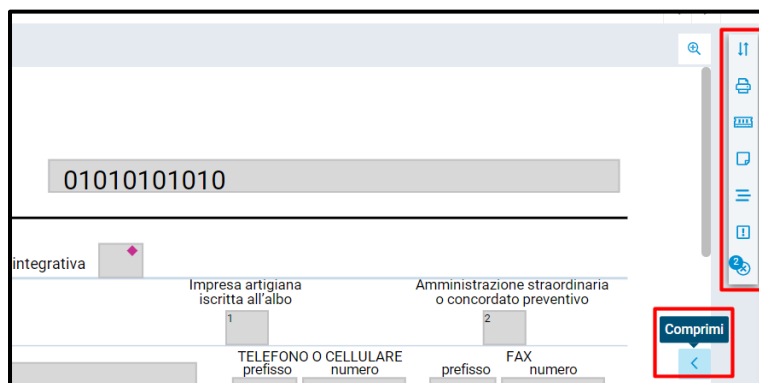 01010101010
integrativa
Impresa artigiana
iscritta all'albo
Amministrazione straordinaria
o concordato preventivo
1
2
2
Comprimi
TELEFONO O CELLULARE
FAX
prefisso numero prefisso numero